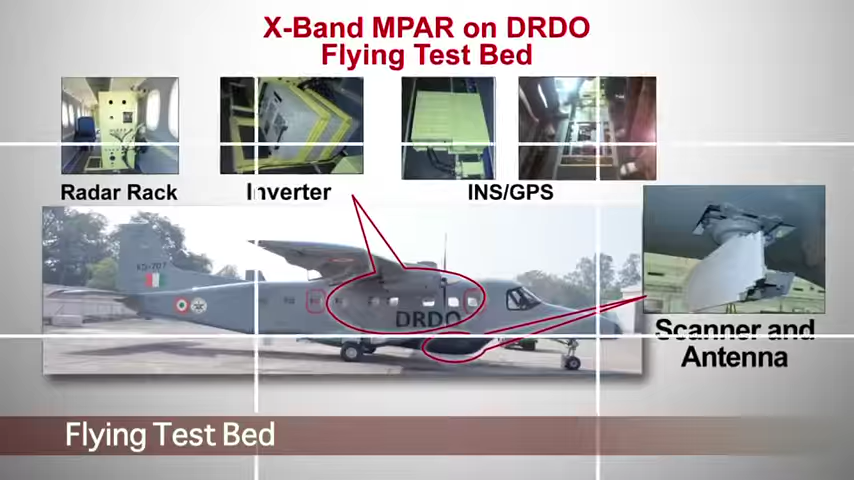 X-Band MPAR on DRDO
Flying Test Bed
Radar Rack
Inverter
INS/GPS
DRDO
Scanner and
Antenna
Flying Test Bed